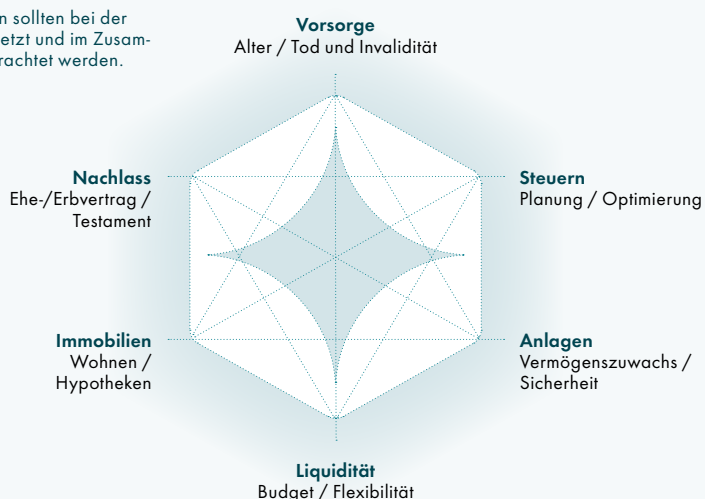 n sollten bei der
etzt und im Zusam-
rachtet werden.
Vorsorge
Alter / Tod und Invalidität
Nachlass
Ehe-/Erbvertrag /
Testament
Steuern
Planung / Optimierung
Immobilien
Wohnen /
Hypotheken
Anlagen
Vermögenszuwachs /
Sicherheit
Liquidität
Budget / Flexibilität